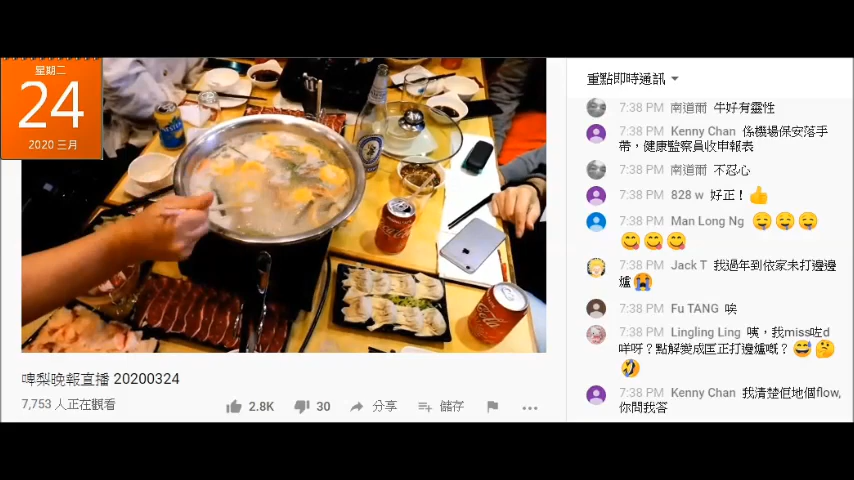 星期二
24
2020 三月
啤梨晚報直播 20200324
7,753 人正在觀看
2.8K
30
分享
儲存
重點即時通訊
7:38 PM 南道爾 牛好有靈性
7:38 PM Kenny Chan 係機場保安落手
帶，健康監察員收申報表
7:38 PM 南道爾 不忍心
7:38 PM 828 w 好正！👍
7:38 PM Man Long Ng 🤤🤤🤤
😋😋😋
7:38 PM Jack T 我過年到依家未打邊邊
爐😭
7:38 PM Fu TANG 唉
7:38 PM Lingling Ling 咦，我miss咗d
咩呀？點解變成匡正打邊爐嘅？😅🤔
🤣
7:38 PM Kenny Chan 我清楚佢地個flow,
你問我答